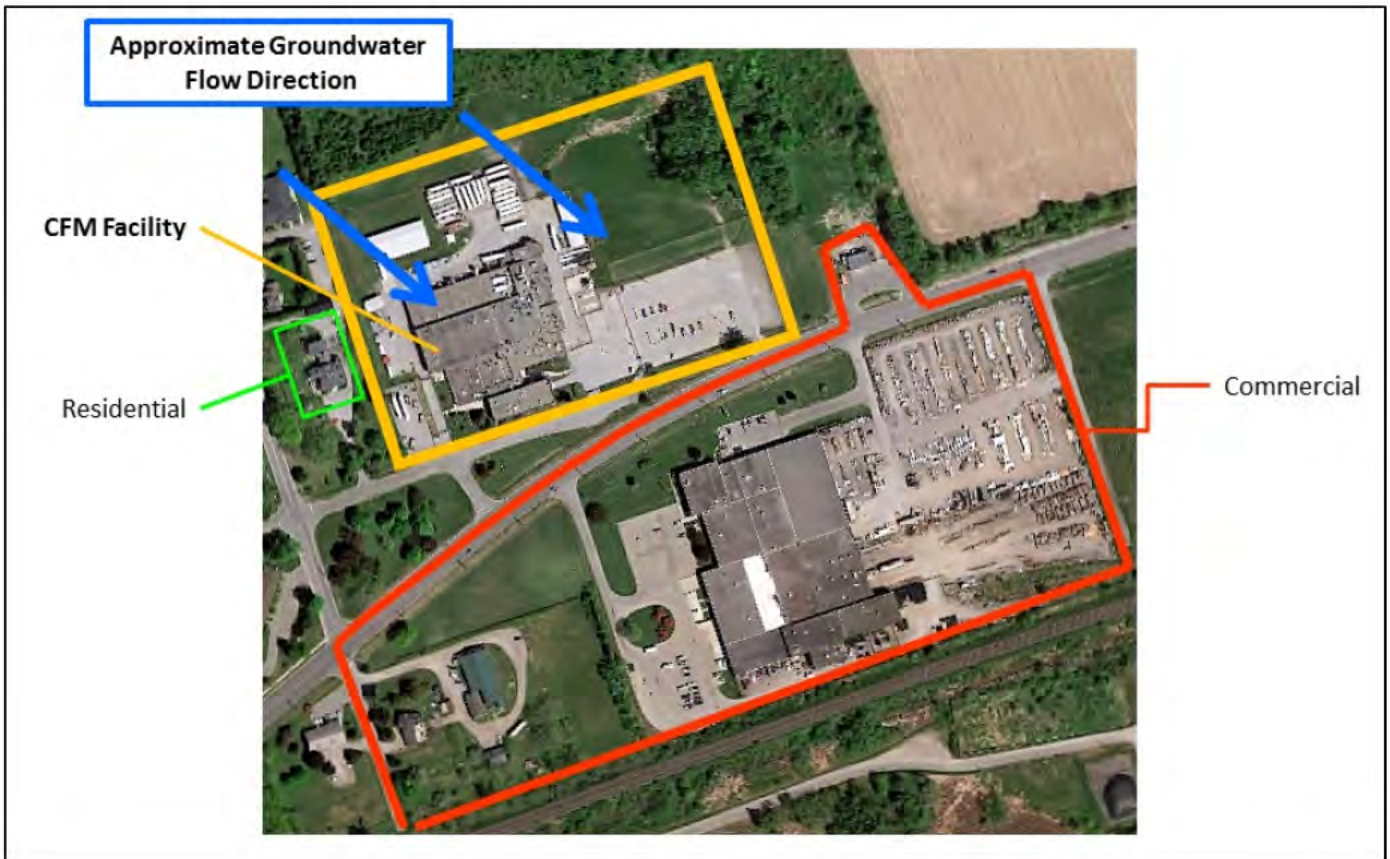 Approximate Groundwater
Flow Direction
CFM Facility
Residential
Commercial